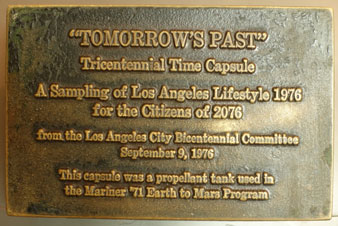 "TOMORROW'S PAST"
Tricentennial Time Capsule
A Sampling of Los Angeles Lifestyle 1976
for the Citizens of 2076
from the Los Angeles City Bicentennial Committee
September 9, 1976
This capsule was a propellant tank used in
the Mariner '71 Earth to Mars Program